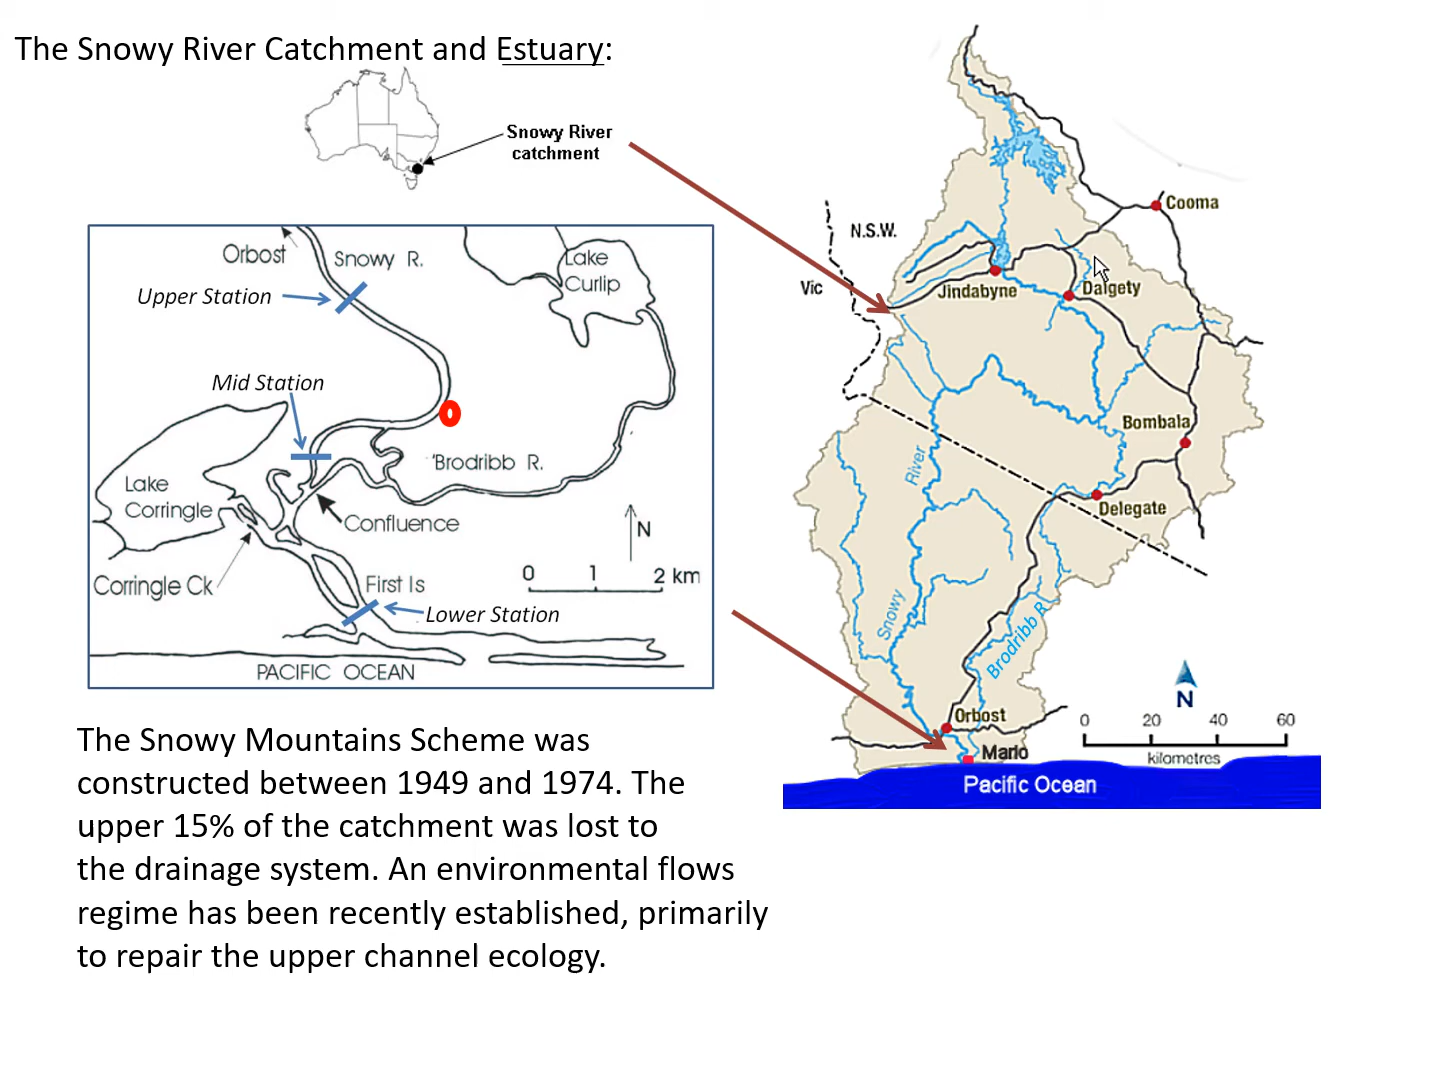 The Snowy River Catchment and Estuary:
Snowy River
catchment
Orbost
Snowy R.
Lake
Curlip
Upper Station
Mid Station
Brodribb R.
Lake
Corringle
Confluence
N
Corringle Ck
First Is
0 1 2 km
Lower Station
PACIFIC OCEAN
Cooma
N.S.W.
Vic
Jindabyne
Dalgety
Bombala
River
Delegate
Snowy
Brodribb R
N
Orbost
0 20 40 60
kilometres
Marlo
Pacific Ocean
The Snowy Mountains Scheme was
constructed between 1949 and 1974. The
upper 15% of the catchment was lost to
the drainage system. An environmental flows
regime has been recently established, primarily
to repair the upper channel ecology.